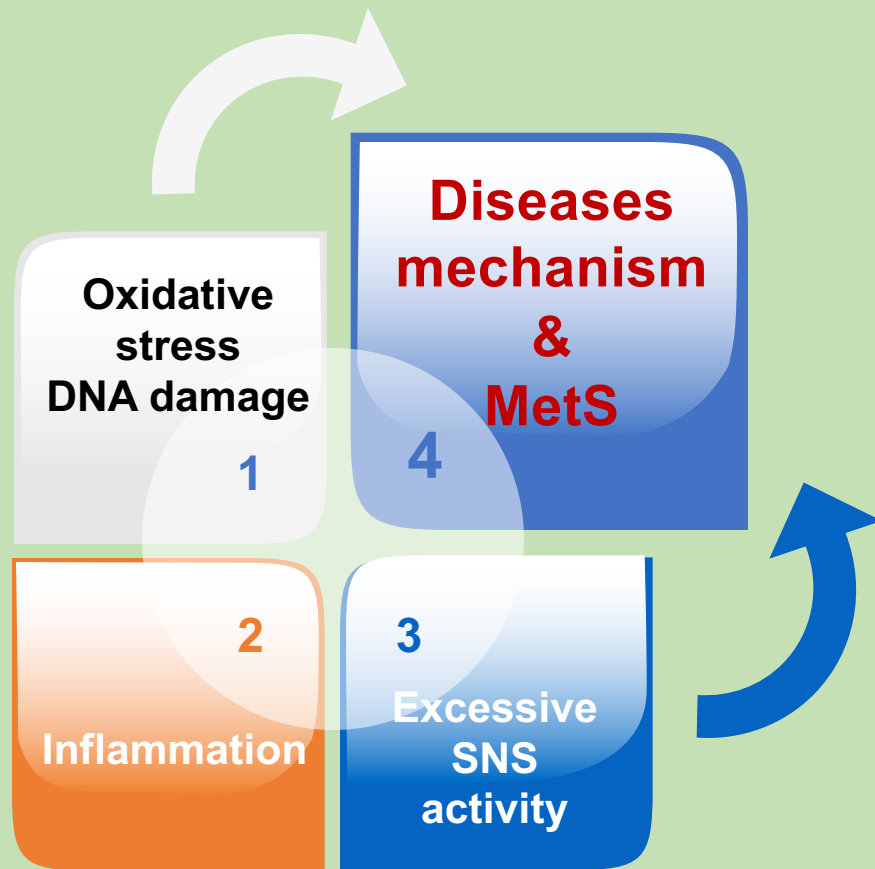 Oxidative
stress
DNA damage
1
Diseases
mechanism
&
MetS
4
2
Inflammation
3
Excessive
SNS
activity